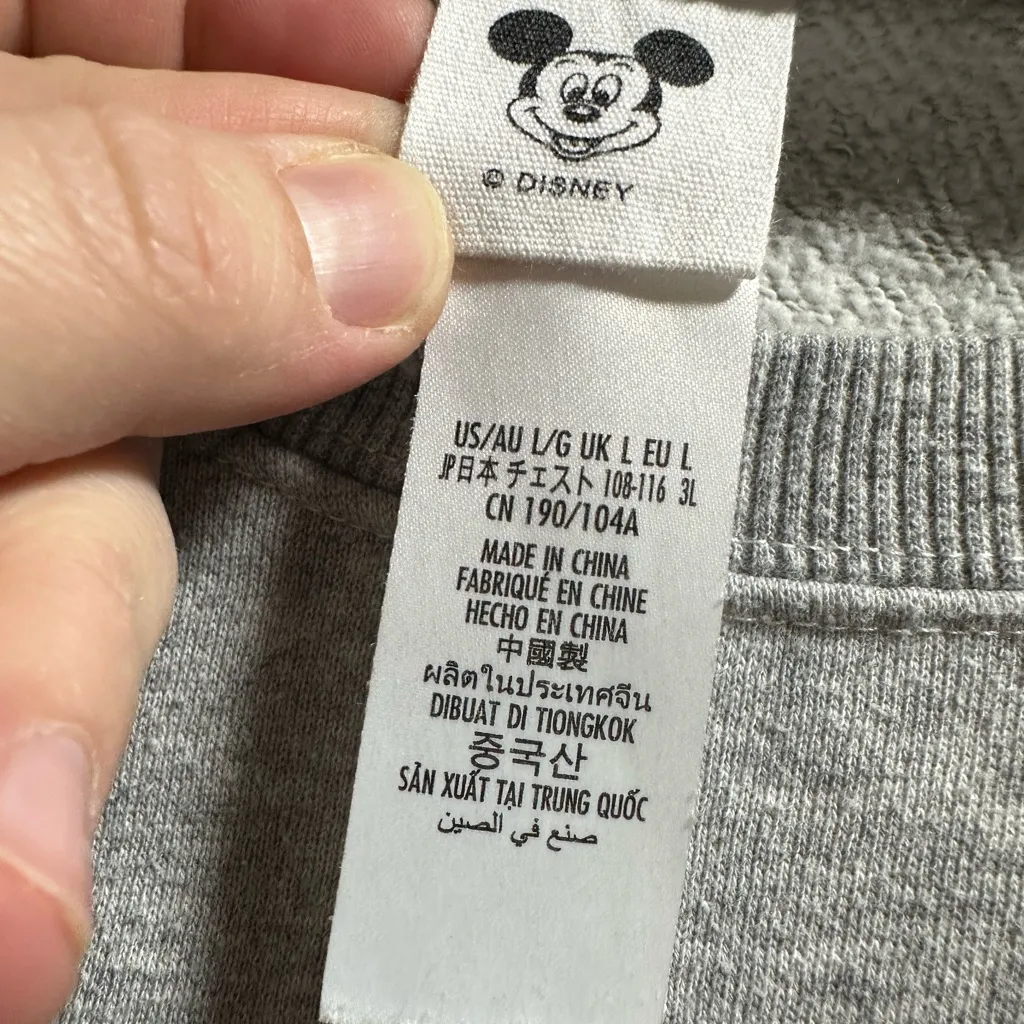 © DISNEY
US/AU L/G UK L EU L
JP日本 チェスト 108-116 3L
CN 190/104A
MADE IN CHINA
FABRIQUÉ EN CHINE
HECHO EN CHINA
中國製
ผลิตในประเทศจีน
DIBUAT DI TIONGKOK
중국산
SẢN XUẤT TẠI TRUNG QUỐC
صنع في الصين